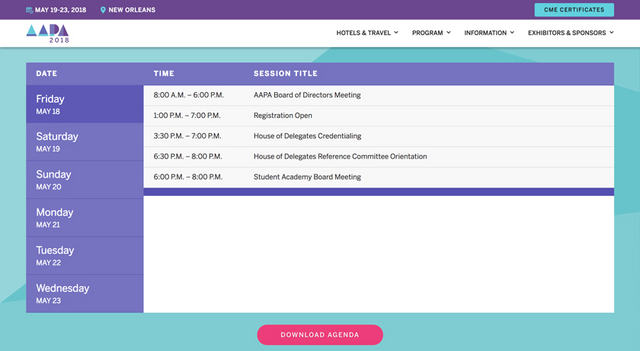 MAY 19-23, 2018 NEW ORLEANS CME CERTIFICATES
AAPA
2018
HOTELS & TRAVEL PROGRAM INFORMATION EXHIBITORS & SPONSORS
DATE TIME SESSION TITLE
Friday
MAY 18
8:00 A.M. – 6:00 P.M. AAPA Board of Directors Meeting
1:00 P.M. – 7:00 P.M. Registration Open
3:30 P.M. – 7:00 P.M. House of Delegates Credentialing
6:30 P.M. – 8:00 P.M. House of Delegates Reference Committee Orientation
6:00 P.M. – 8:00 P.M. Student Academy Board Meeting
Saturday
MAY 19
Sunday
MAY 20
Monday
MAY 21
Tuesday
MAY 22
Wednesday
MAY 23
DOWNLOAD AGENDA